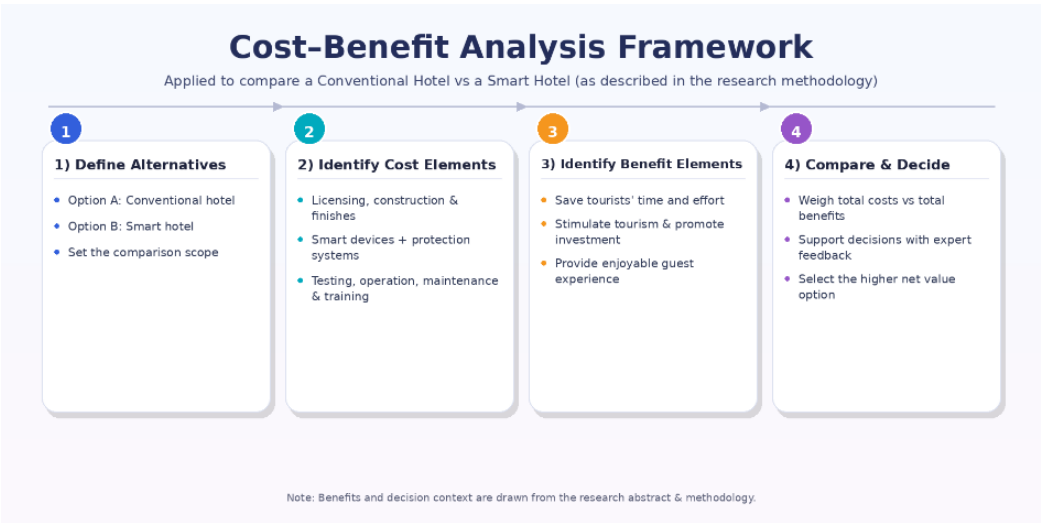 Cost–Benefit Analysis Framework
Applied to compare a Conventional Hotel vs a Smart Hotel (as described in the research methodology)
1
1) Define Alternatives
Option A: Conventional hotel
Option B: Smart hotel
Set the comparison scope
2
2) Identify Cost Elements
Licensing, construction &
finishes
Smart devices + protection
systems
Testing, operation, maintenance
& training
3
3) Identify Benefit Elements
Save tourists' time and effort
Stimulate tourism & promote
investment
Provide enjoyable guest
experience
4
4) Compare & Decide
Weigh total costs vs total
benefits
Support decisions with expert
feedback
Select the higher net value
option
Note: Benefits and decision context are drawn from the research abstract & methodology.